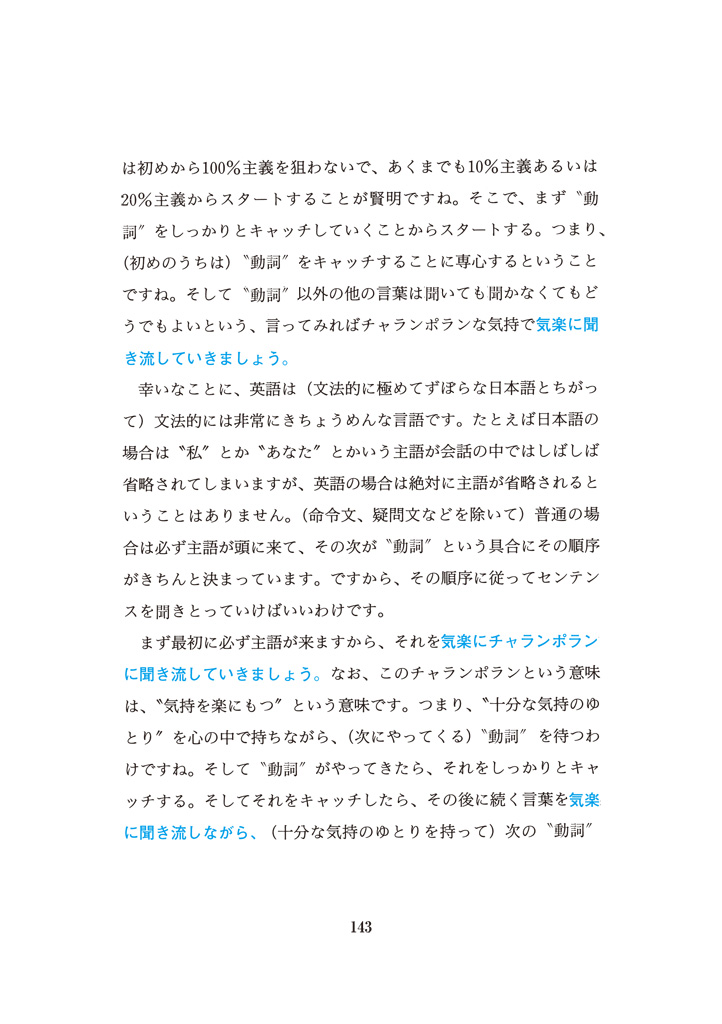 は初めから100％主義を狙わないで、あくまでも10％主義あるいは
20％主義からスタートすることが賢明ですね。そこで、まず〝動
詞〞をしっかりとキャッチしていくことからスタートする。つまり、
（初めのうちは）〝動詞〞をキャッチすることに専心するということ
ですね。そして〝動詞〞以外の他の言葉は聞いても聞かなくてもど
うでもよいという、言ってみればチャランポランな気持で気楽に聞
き流していきましょう。
幸いなことに、英語は（文法的に極めてずぼらな日本語とちがっ
て）文法的には非常にきちょうめんな言語です。たとえば日本語の
場合は〝私〞とか〝あなた〞とかいう主語が会話の中ではしばしば
省略されてしまいますが、英語の場合は絶対に主語が省略されると
いうことはありません。（命令文、疑問文などを除いて）普通の場
合は必ず主語が頭に来て、その次が〝動詞〞という具合にその順序
がきちんと決まっています。ですから、その順序に従ってセンテン
スを聞きとっていけばいいわけです。
まず最初に必ず主語が来ますから、それを気楽にチャランポラン
に聞き流していきましょう。なお、このチャランポランという意味
は、〝気持を楽にもつ〞という意味です。つまり、〝十分な気持のゆ
とり〞を心の中で持ちながら、（次にやってくる）〝動詞〞を待つわ
けですね。そして〝動詞〞がやってきたら、それをしっかりとキャ
ッチする。そしてそれをキャッチしたら、その後に続く言葉を気楽
に聞き流しながら、（十分な気持のゆとりを持って）次の〝動詞〞
143